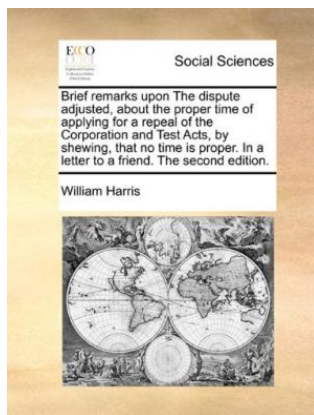 ECCO
Social Sciences
Brief remarks upon The dispute
adjusted, about the proper time of
applying for a repeal of the
Corporation and Test Acts, by
shewing, that no time is proper. In a
letter to a friend. The second edition.
William Harris